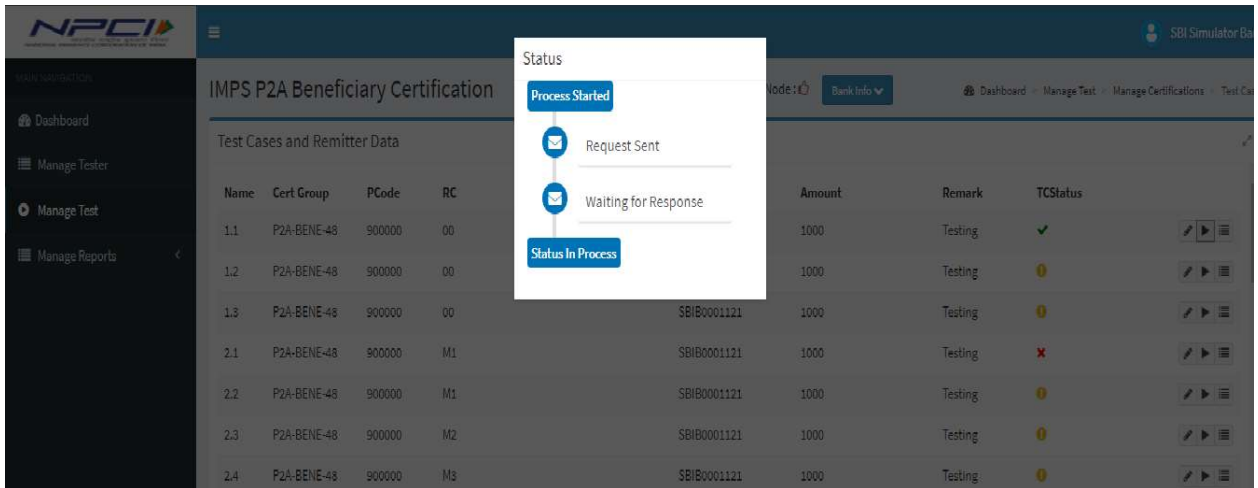 NPCI
SBI Simulator Ba
MAIN NAVIGATION
Dashboard
Manage Tester
Manage Test
Manage Reports
IMPS P2A Beneficiary Certification
Node :
Bank Info
Dashboard
Manage Test
Manage Certifications
Test Ca
Test Cases and Remitter Data
Name Cert Group PCode RC Amount Remark TCStatus
1.1 P2A-BENE-48 900000 00 1000 Testing
1.2 P2A-BENE-48 900000 00 1000 Testing
1.3 P2A-BENE-48 900000 00 SBIB0001121 1000 Testing
2.1 P2A-BENE-48 900000 M1 SBIB0001121 1000 Testing
2.2 P2A-BENE-48 900000 M1 SBIB0001121 1000 Testing
2.3 P2A-BENE-48 900000 M2 SBIB0001121 1000 Testing
2.4 P2A-BENE-48 900000 M3 SBIB0001121 1000 Testing
Status
Process Started
Request Sent
Waiting for Response
Status In Process